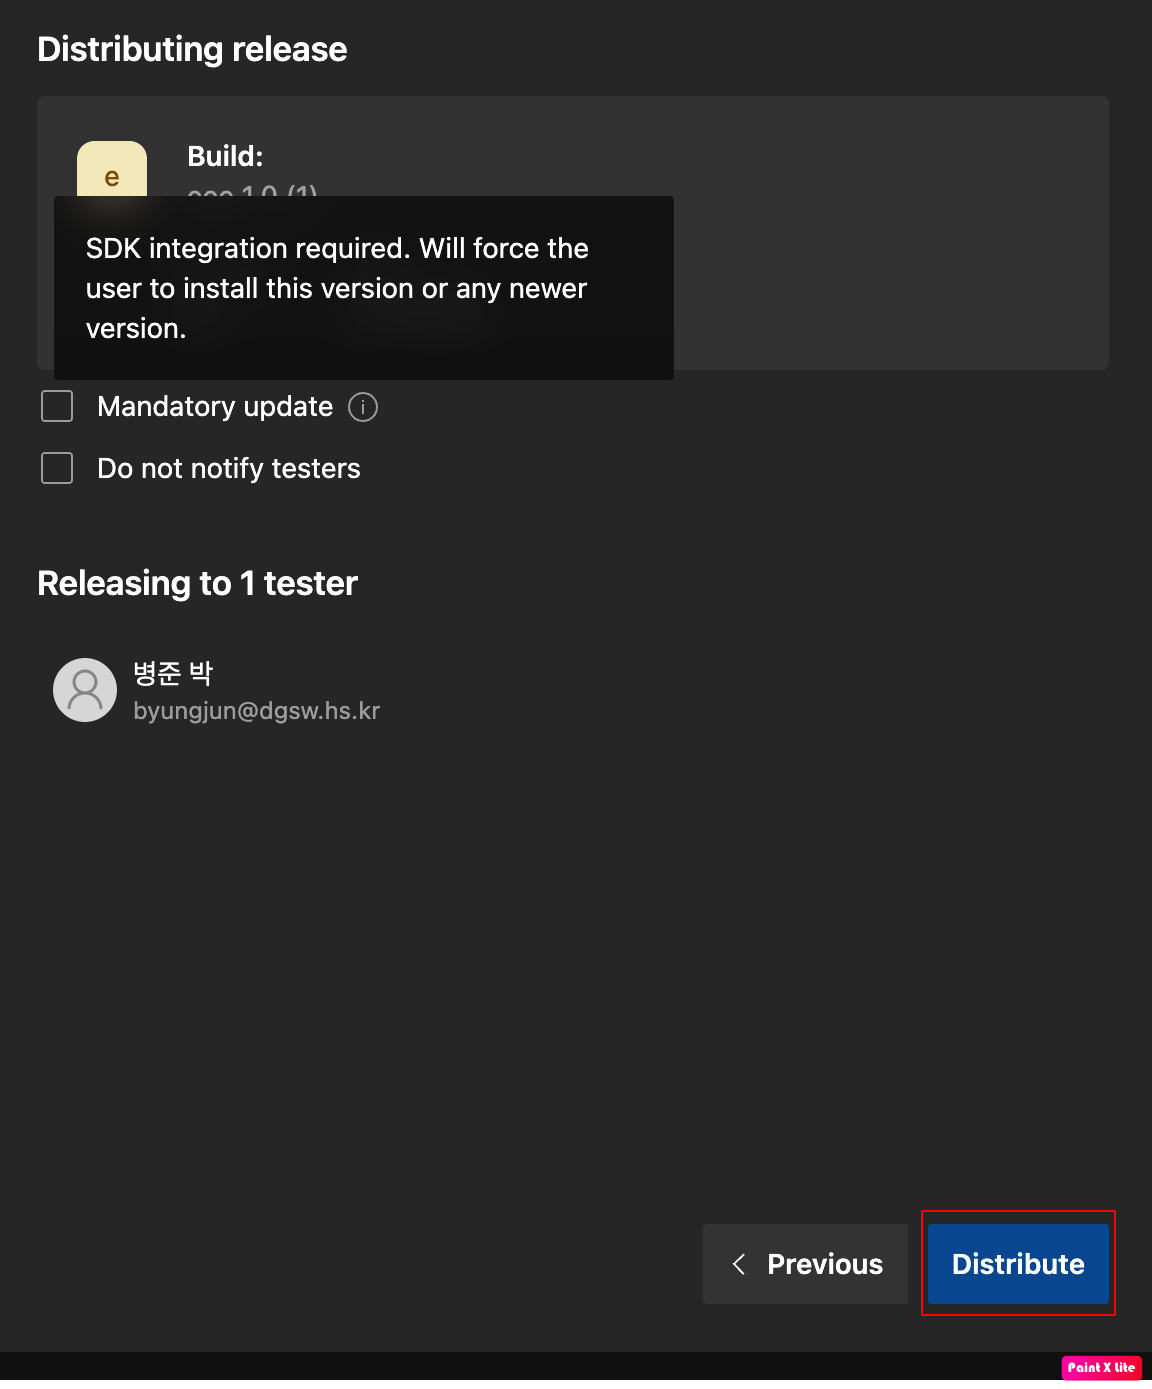 Distributing release
e
Build:
1.0 (1)
SDK integration required. Will force the
user to install this version or any newer
version.
Mandatory update
Do not notify testers
Releasing to 1 tester
병준 박
byungjun@dgsw.hs.kr
Previous
Distribute
Paint X Lite